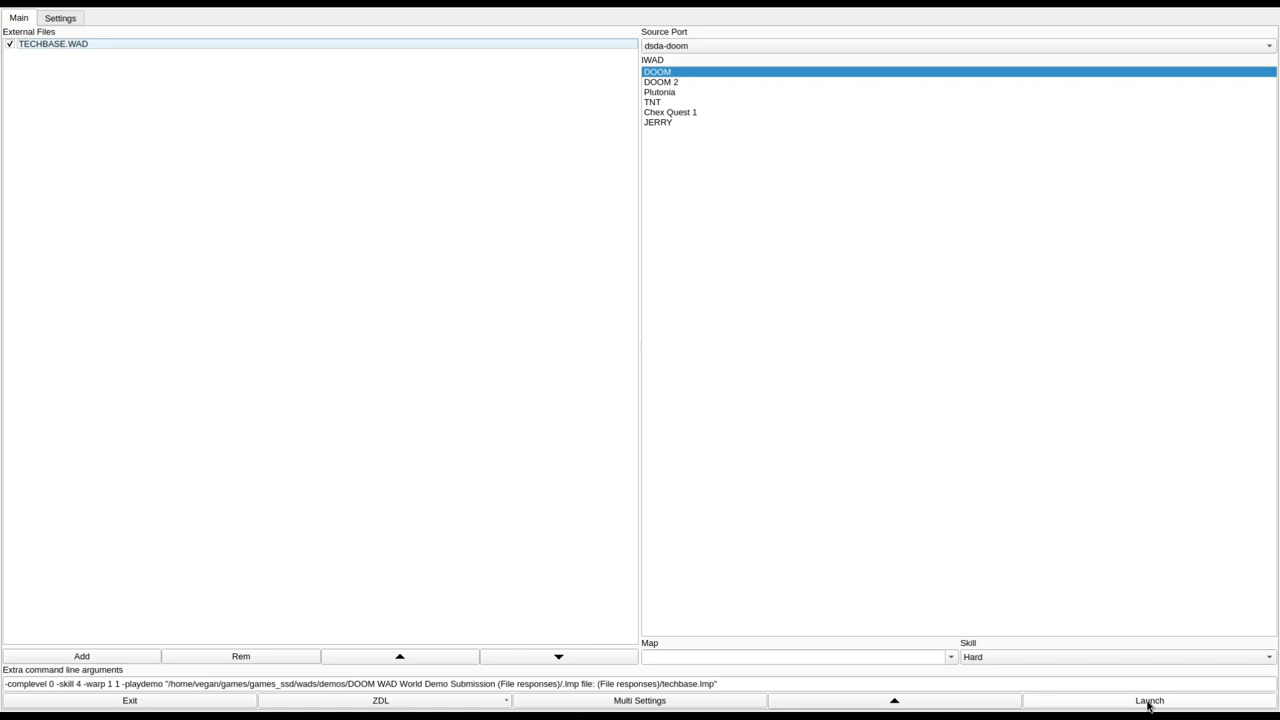 Main Settings
External Files
TECHBASE.WAD
Source Port
dsda-doom
IWAD
DOOM
DOOM 2
Plutonia
TNT
Chex Quest 1
JERRY
Map
Skill
Hard
Add Rem
Extra command line arguments
-complevel 0 -skill 4 -warp 1 1 -playdemo "/home/vegan/games/games_ssd/wads/demos/DOOM WAD World Demo Submission (File responses)/.lmp file: (File responses)/techbase.lmp"
Exit ZDL Multi Settings Launch